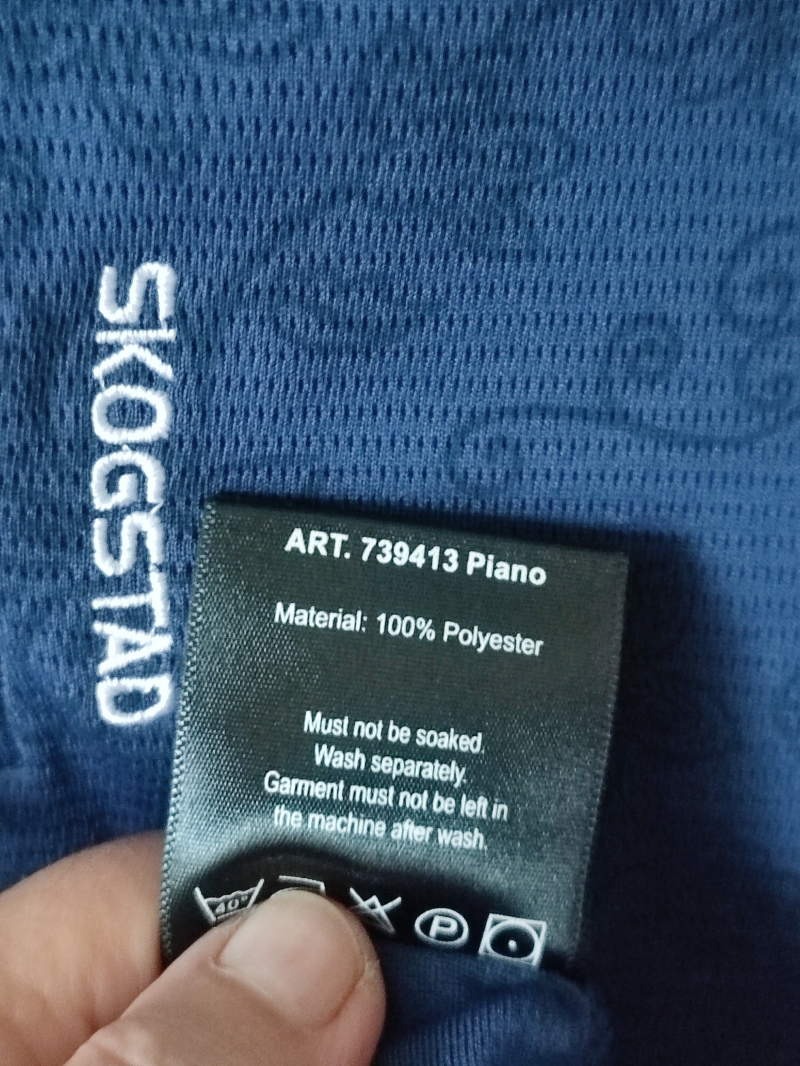 SKOGSTAD
ART. 739413 Piano
Material: 100% Polyester
Must not be soaked.
Wash separately.
Garment must not be left in
the machine after wash.
40°
P